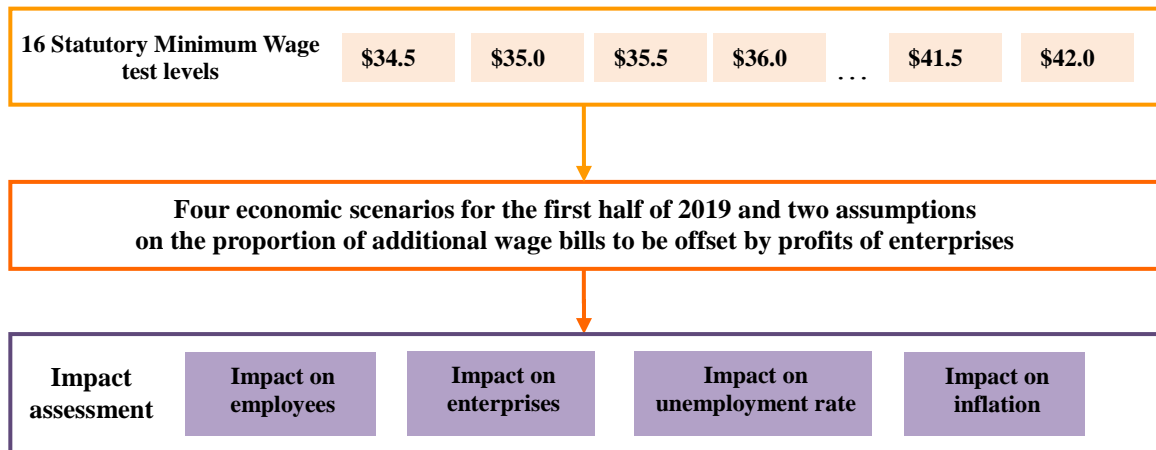 16 Statutory Minimum Wage
test levels
$34.5 $35.0 $35.5 $36.0 ... $41.5 $42.0
Four economic scenarios for the first half of 2019 and two assumptions
on the proportion of additional wage bills to be offset by profits of enterprises
Impact
assessment
Impact on
employees
Impact on
enterprises
Impact on
unemployment rate
Impact on
inflation